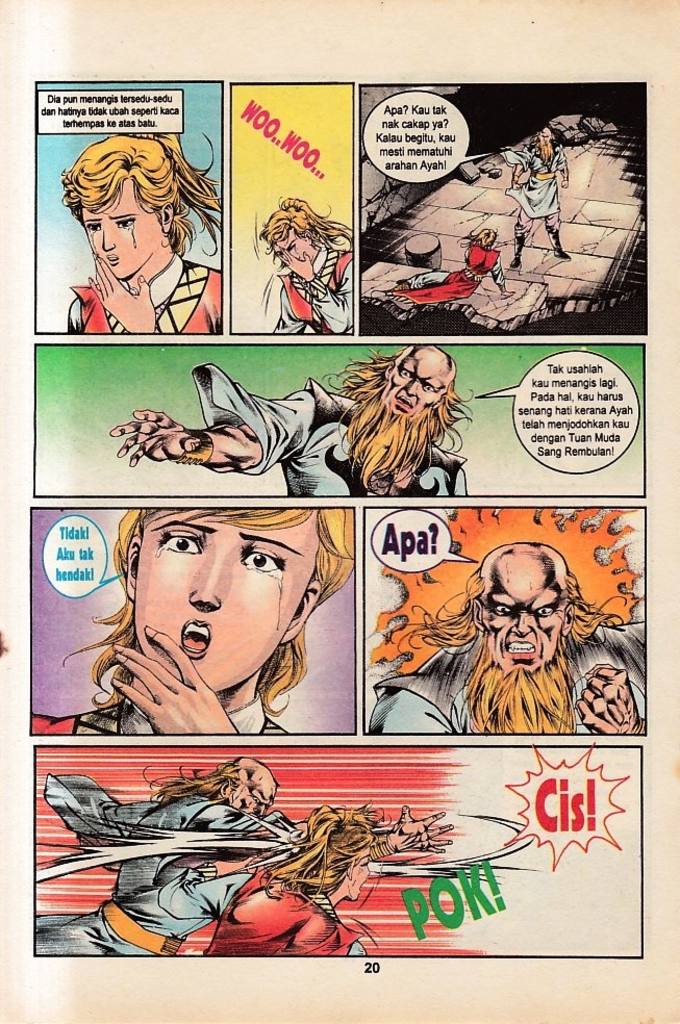 Dia pun menangis tersedu-sedu
dan hatinya tidak ubah seperti kaca
terhempas ke atas batu.
WOO..WOO...
Apa? Kau tak
nak cakap ya?
Kalau begitu, kau
mesti mematuhi
arahan Ayah!
Tak usahlah
kau menangis lagi.
Pada hal, kau harus
senang hati kerana Ayah
telah menjodohkan kau
dengan Tuan Muda
Sang Rembulan!
Tidak!
Aku tak
hendak!
Apa?
Cis!
POK!
20